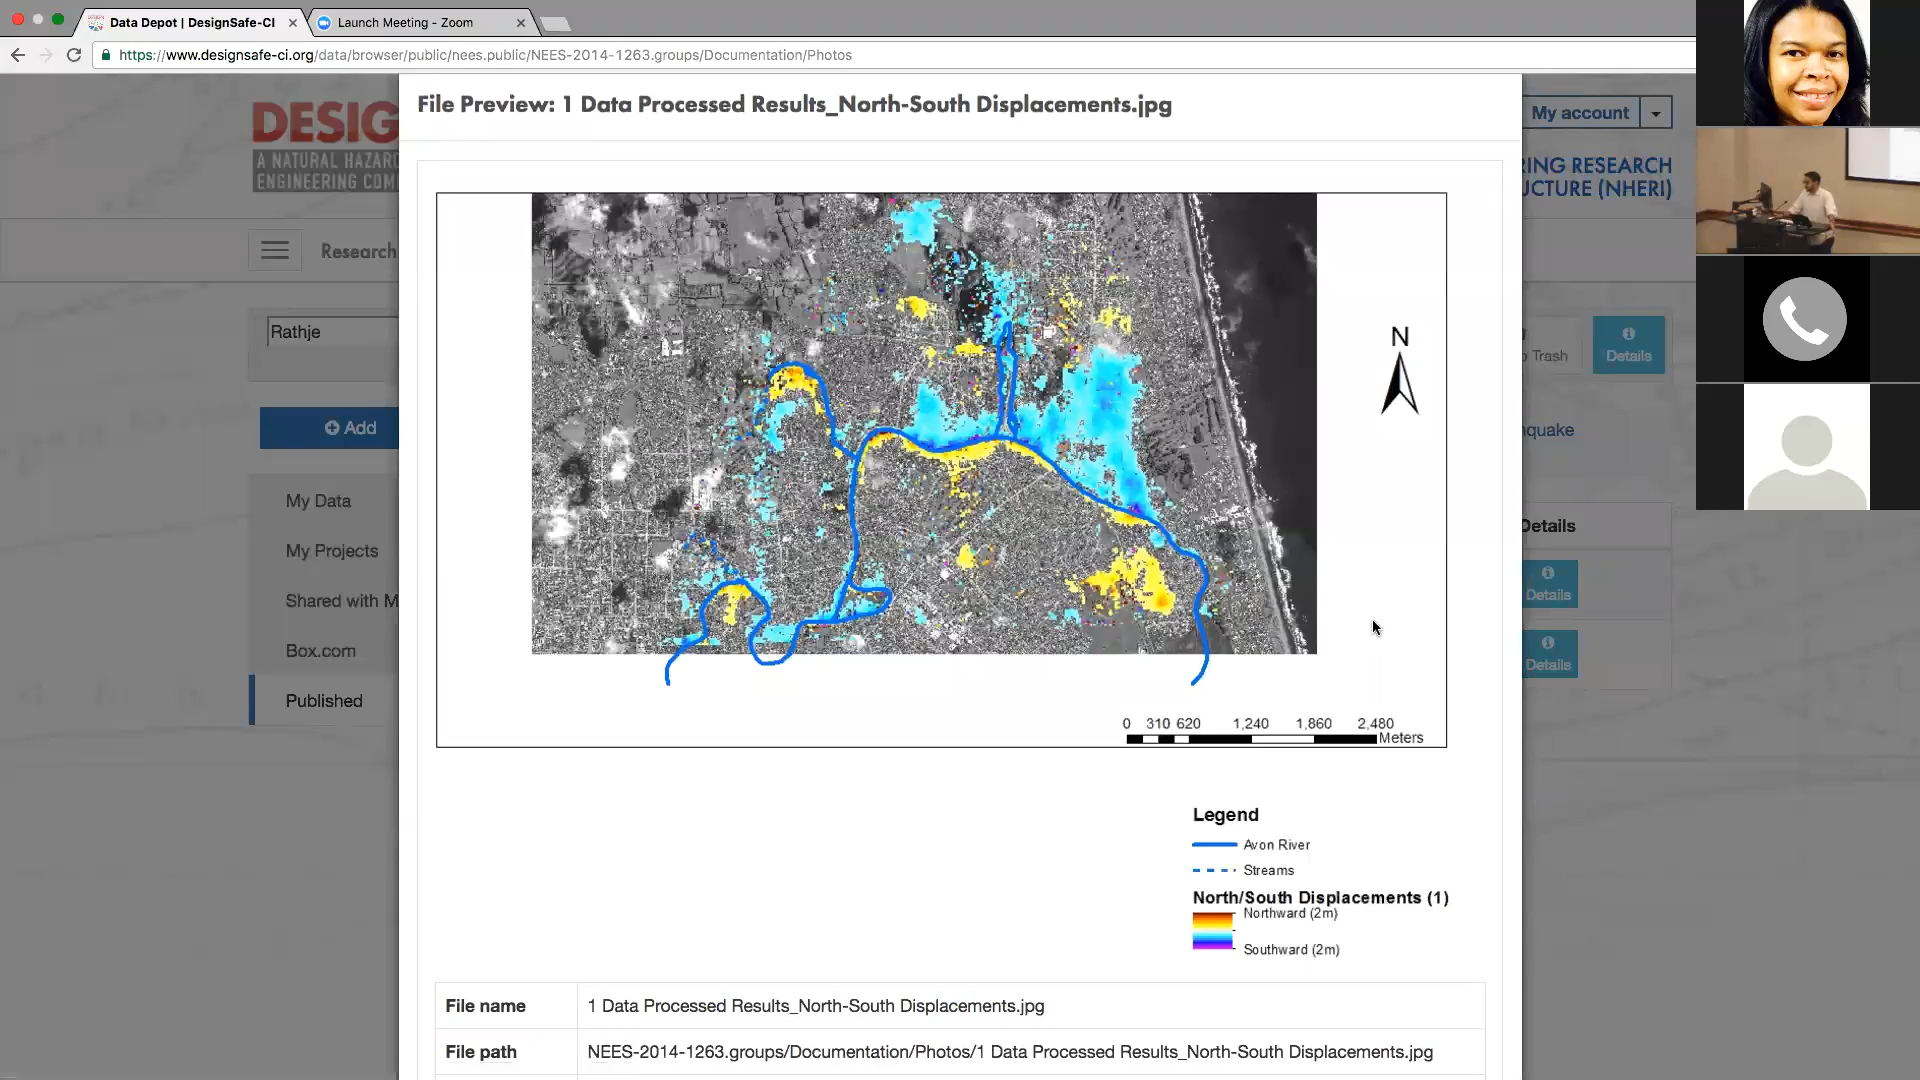 Data Depot | DesignSafe-CI
Launch Meeting - Zoom
https://www.designsafe-ci.org/data/browser/public/nees.public/NEES-2014-1263.groups/Documentation/Photos
File Preview: 1 Data Processed Results_North-South Displacements.jpg
DESIG
A NATURAL HAZAR
ENGINEERING COM
My account
RING RESEARCH
UCTURE (NHERI)
Research
Rathje
Add
My Data
My Projects
Shared with M
Box.com
Published
Trash
Details
quake
Details
Details
Details
N
0 310 620 1,240 1,860 2,480
Meters
Legend
Avon River
Streams
North/South Displacements (1)
Northward (2m)
Southward (2m)
File name
1 Data Processed Results_North-South Displacements.jpg
File path
NEES-2014-1263.groups/Documentation/Photos/1 Data Processed Results_North-South Displacements.jpg